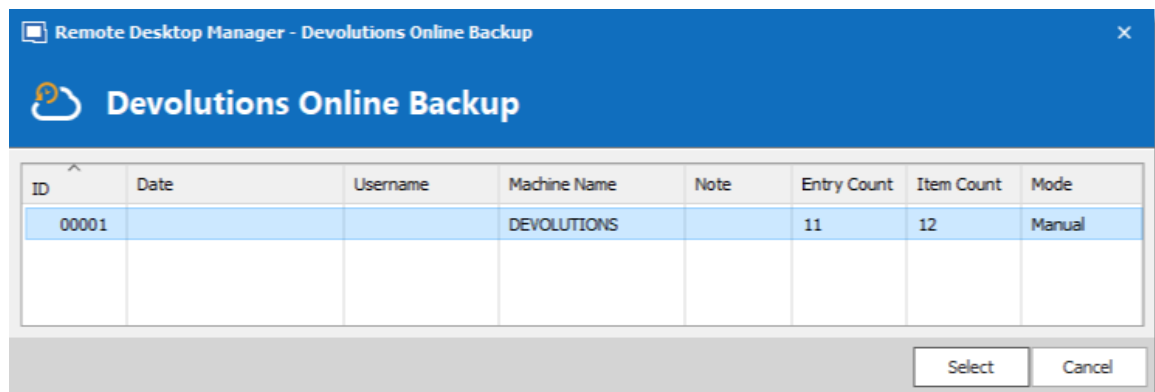 Remote Desktop Manager - Devolutions Online Backup
Devolutions Online Backup
ID Date Username Machine Name Note Entry Count Item Count Mode
00001 DEVOLUTIONS 11 12 Manual
Select Cancel